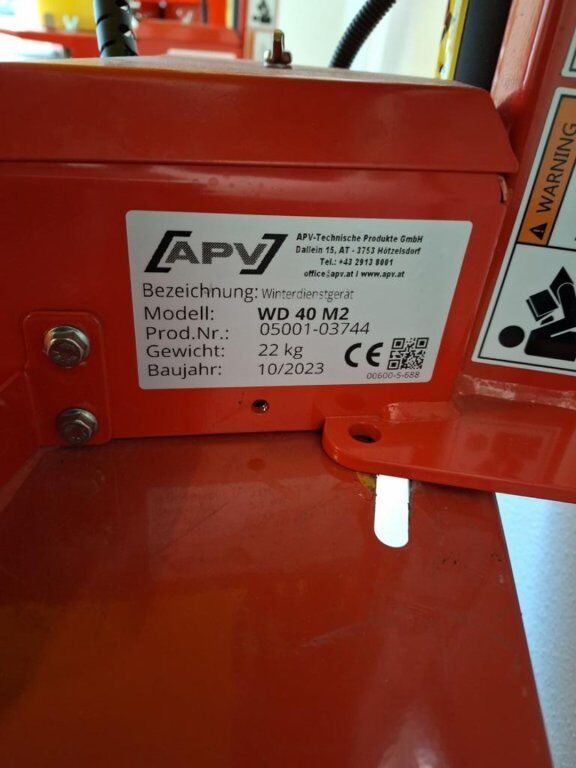 APV
APV-Technische Produkte GmbH
Dallein 15, AT - 3753 Hötzelsdorf
Tel.: +43 2913 8001
office@apv.at I www.apv.at
Bezeichnung: Winterdienstgerät
Modell: WD 40 M2
Prod.Nr.: 05001-03744
Gewicht: 22 kg
Baujahr: 10/2023
CE
00600-5-688
WARNING